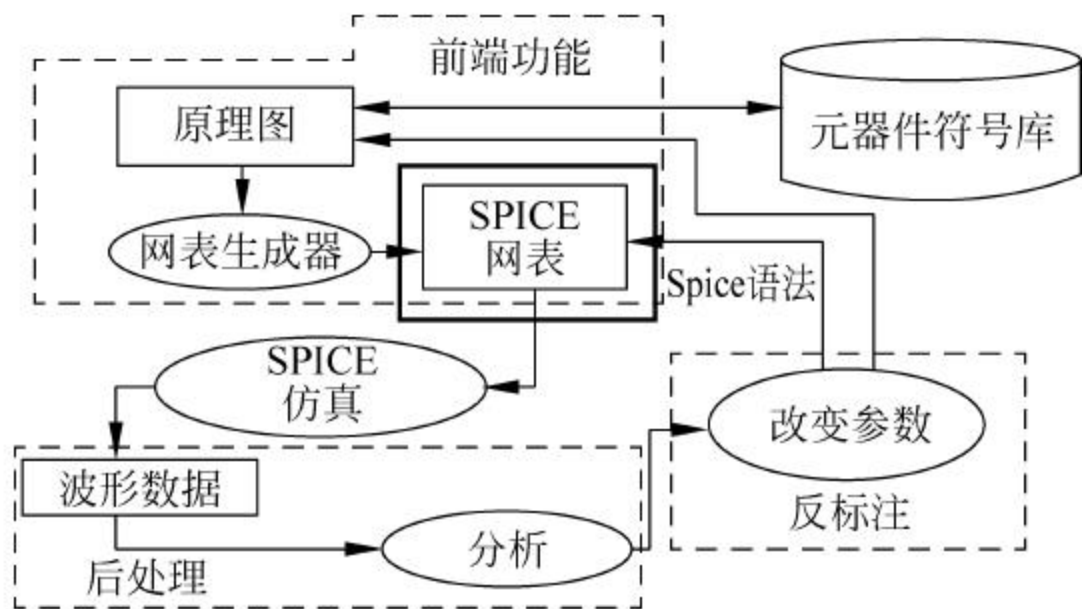 前端功能
原理图
元器件符号库
SPICE
网表
网表生成器
Spice语法
SPICE
仿真
改变参数
波形数据
反标注
分析
后处理